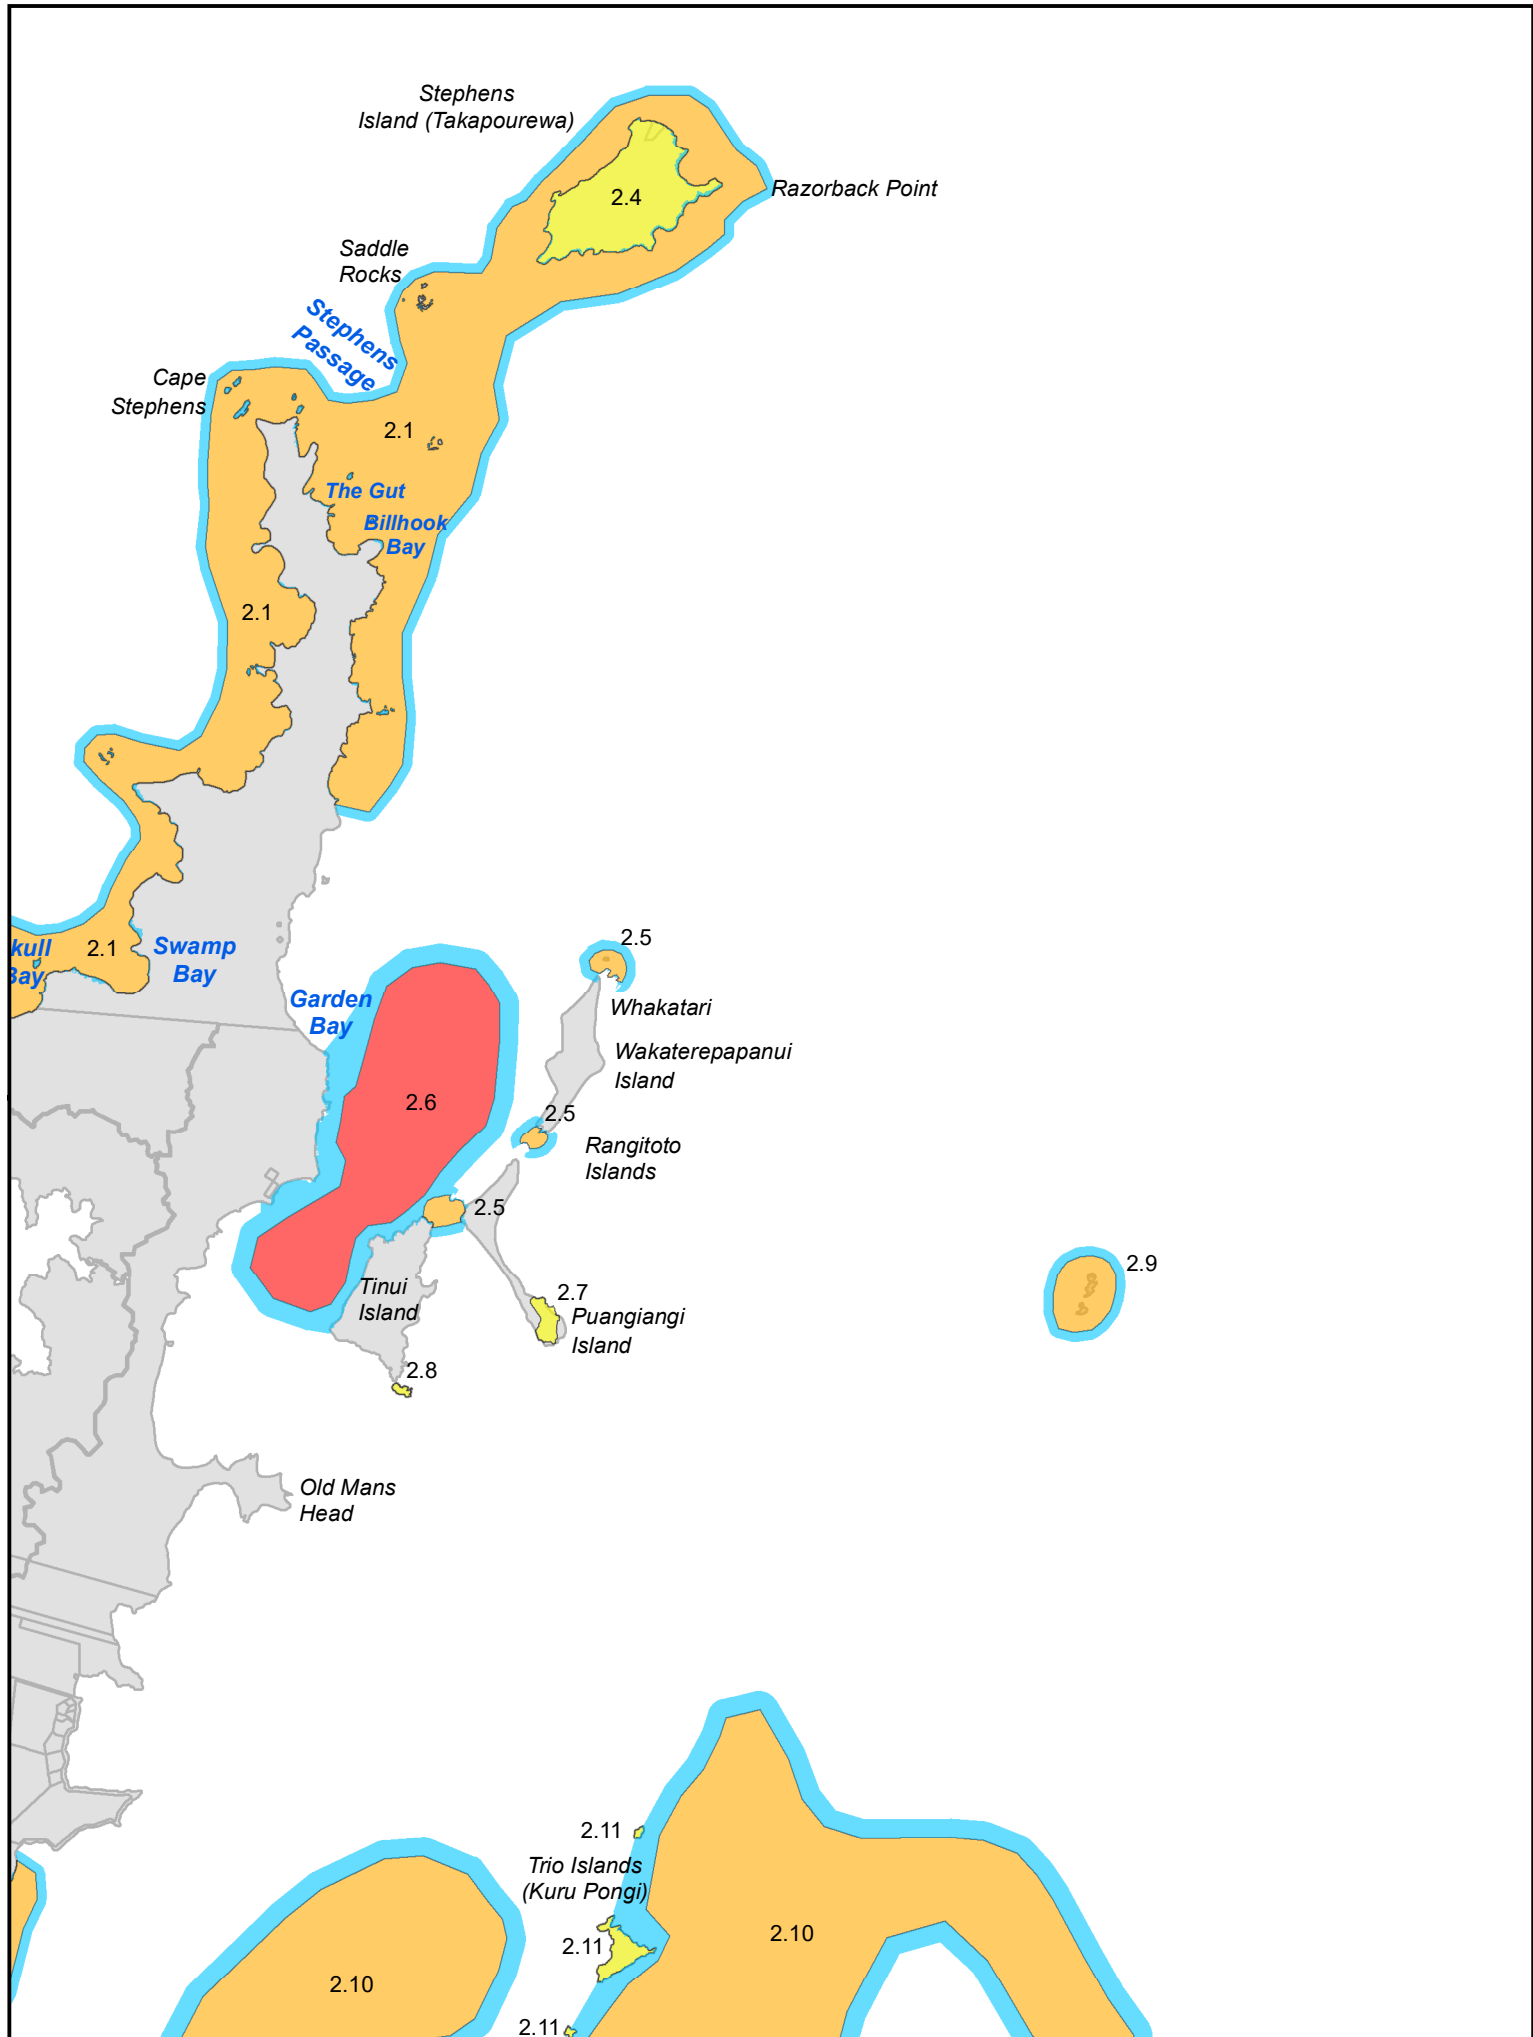 Stephens
Island (Takapourewa)
Razorback Point
2.4
Saddle
Rocks
Stephens
Passage
Cape
Stephens
2.1
The Gut
Billhook
Bay
2.1
2.5
kull
Bay
2.1
Swamp
Bay
Garden
Bay
Whakatari
Wakaterepapanui
Island
2.6
2.5
Rangitoto
Islands
2.5
2.9
Tinui
Island
2.7
Puangiangi
Island
2.8
Old Mans
Head
2.11
Trio Islands
(Kuru Pongi)
2.11
2.10
2.10
2.11